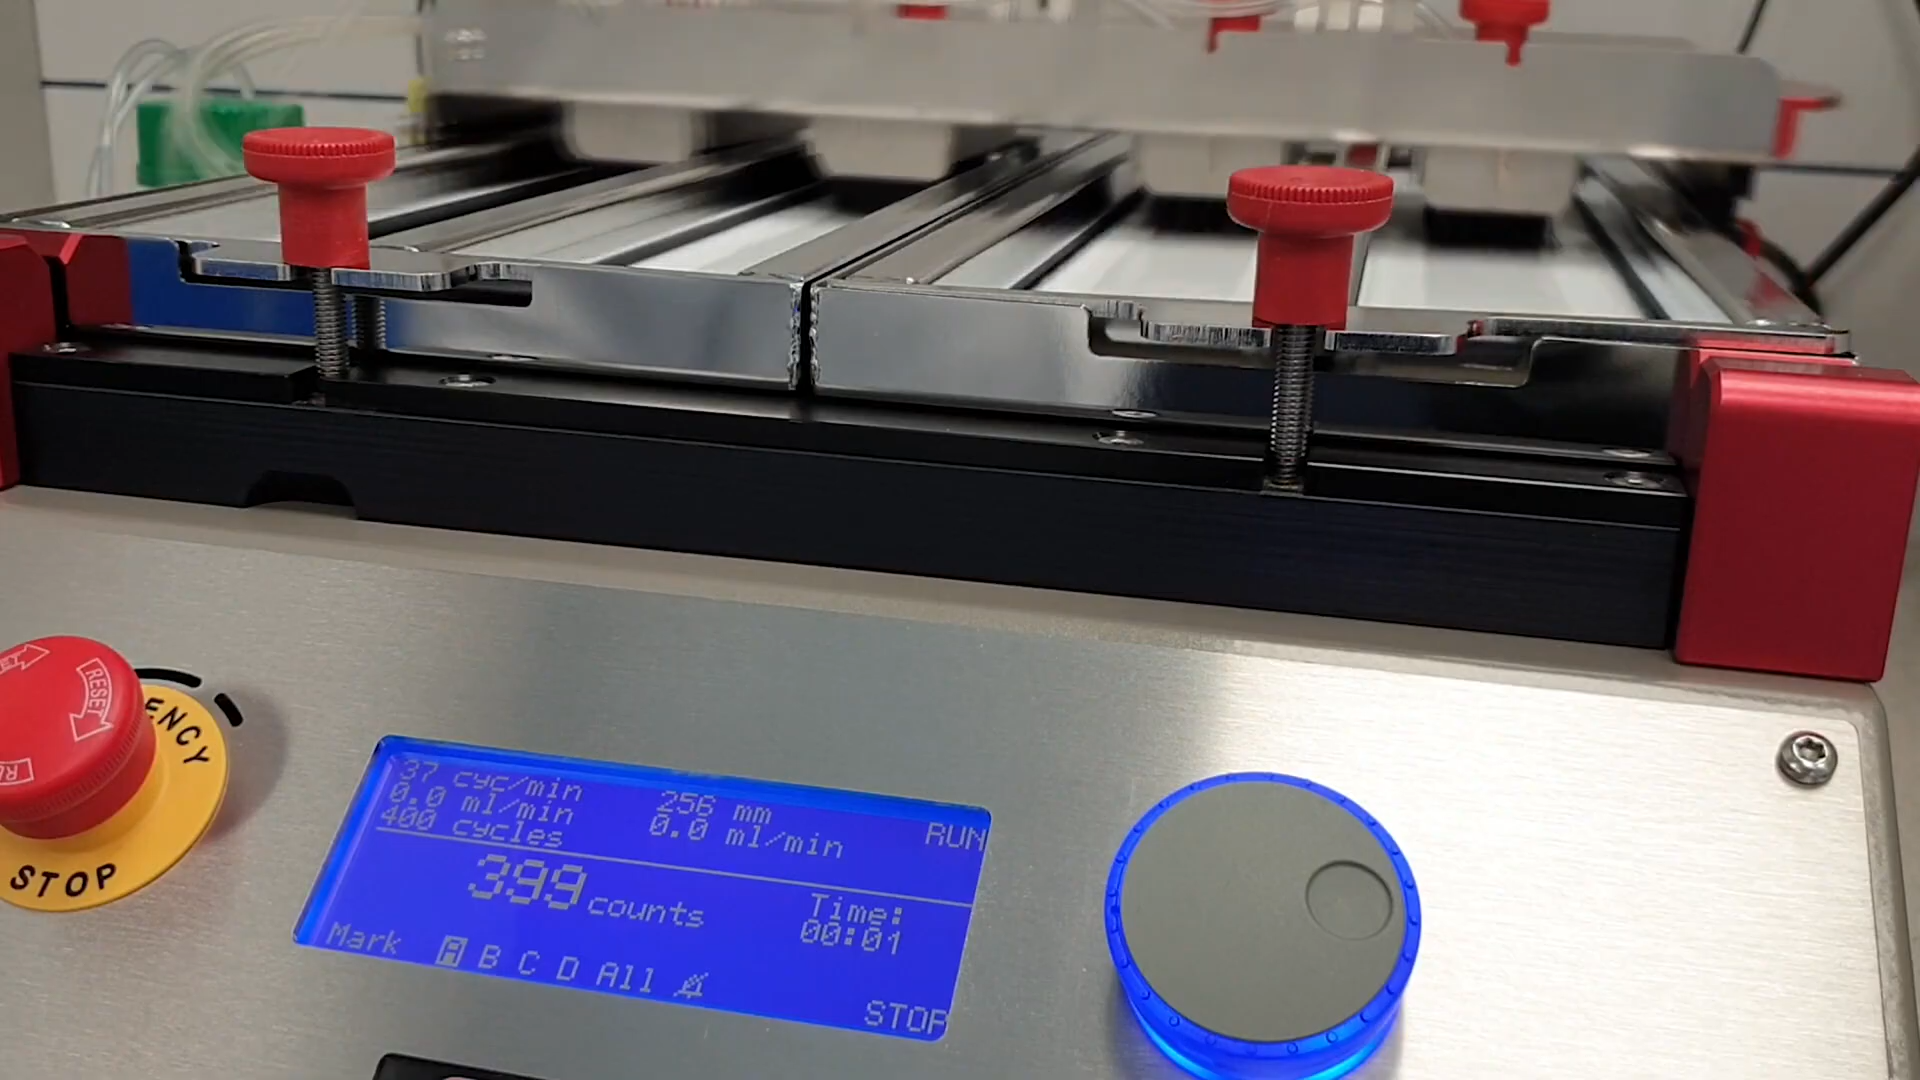 RESET
ENCY
STOP
37 cyc/min
256 mm
RUN
0.0 ml/min
0.0 ml/min
400 cycles
399 counts
Time:
00:01
Mark
A B C D All
STOP